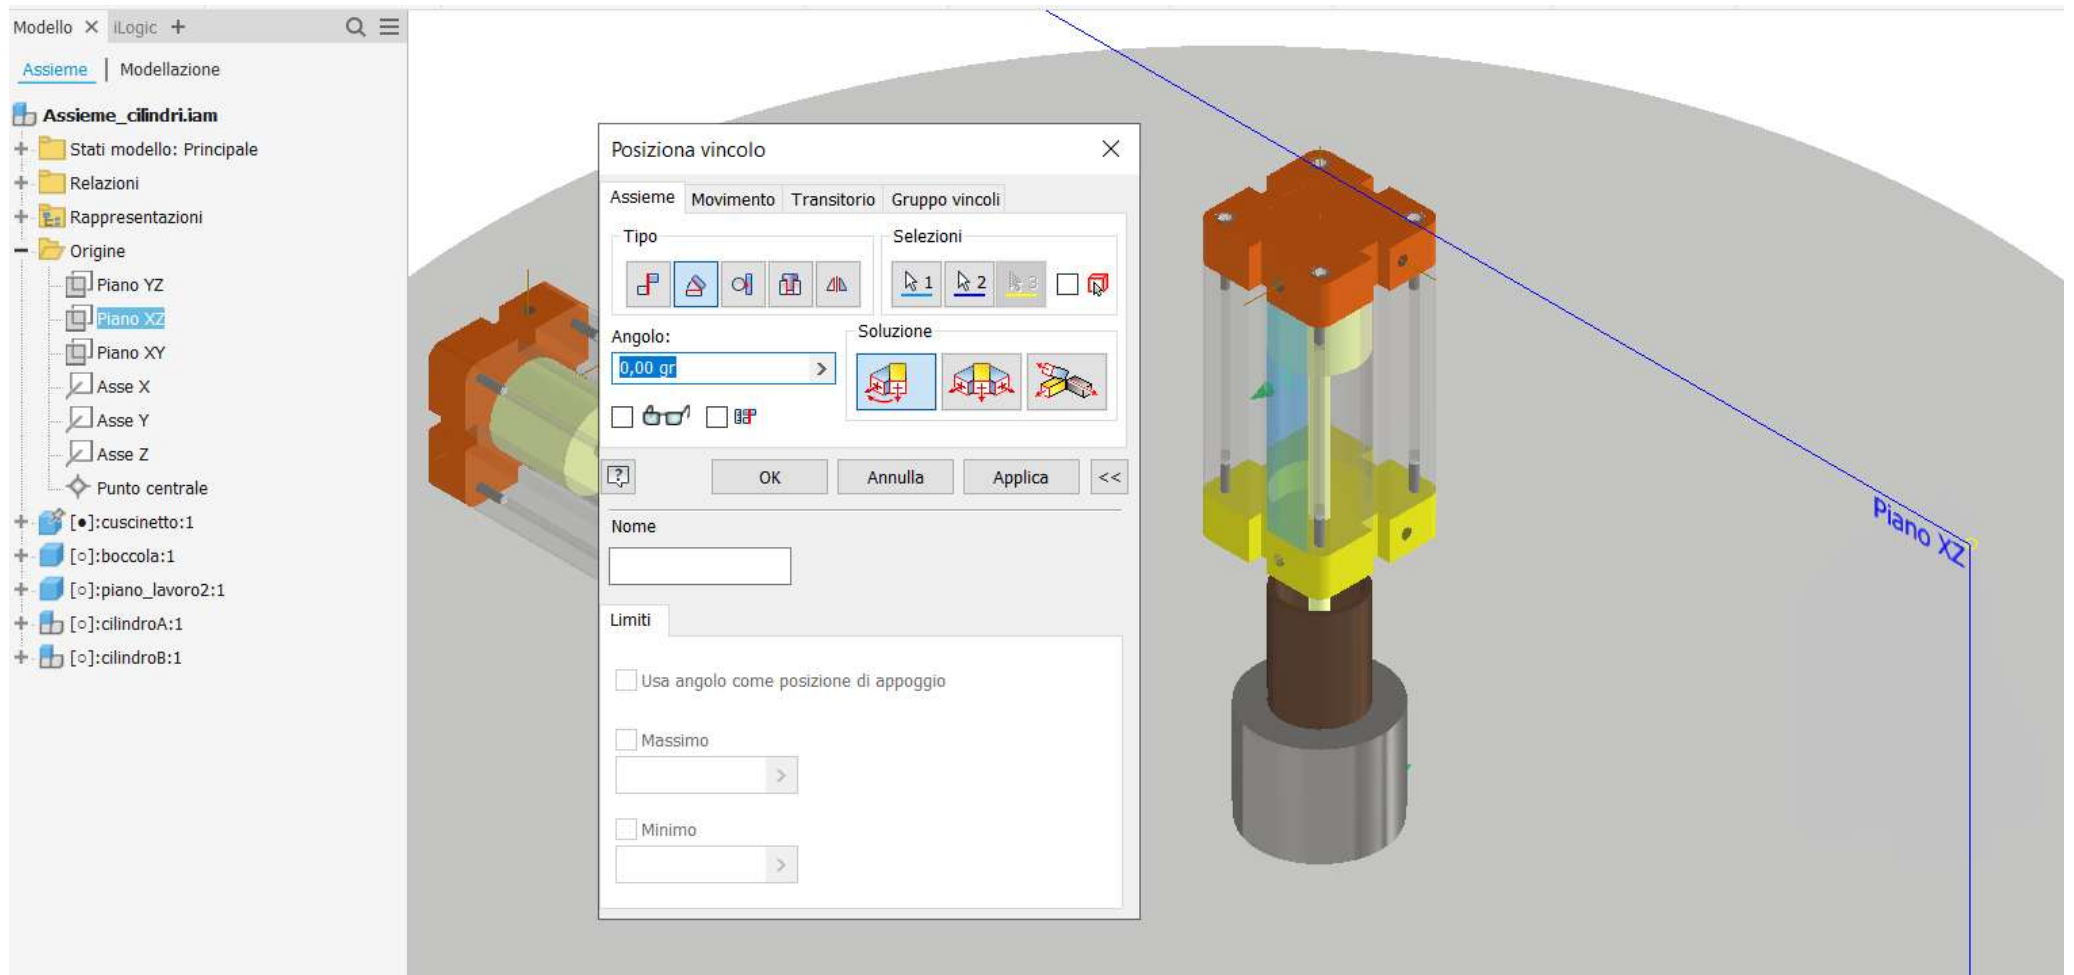 Modello × iLogic +
Assieme | Modellazione
Assieme_cilindri.iam
Stati modello: Principale
Relazioni
Rappresentazioni
Origine
Piano YZ
Piano XZ
Piano XY
Asse X
Asse Y
Asse Z
Punto centrale
[●]:cuscinetto:1
[○]:boccola:1
[○]:piano_lavoro2:1
[○]:cilindroA:1
[○]:cilindroB:1
Posiziona vincolo
Assieme Movimento Transitorio Gruppo vincoli
Tipo
Selezioni
1 2 3
Angolo:
0,00 gr >
Soluzione
OK Annulla Applica <<
Nome
Limiti
Usa angolo come posizione di appoggio
Massimo
>
Minimo
>
Piano XZ